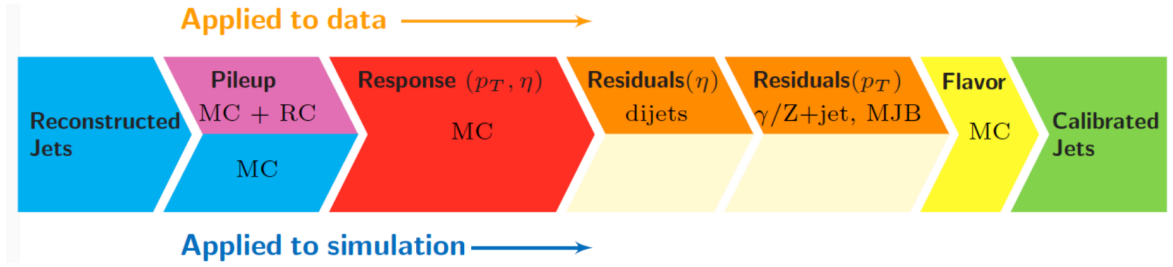 Applied to data
Reconstructed
Jets
Pileup
MC + RC
MC
Response (p_T, η)
MC
Residuals(η)
dijets
Residuals(p_T)
γ/Z+jet, MJB
Flavor
MC
Calibrated
Jets
Applied to simulation